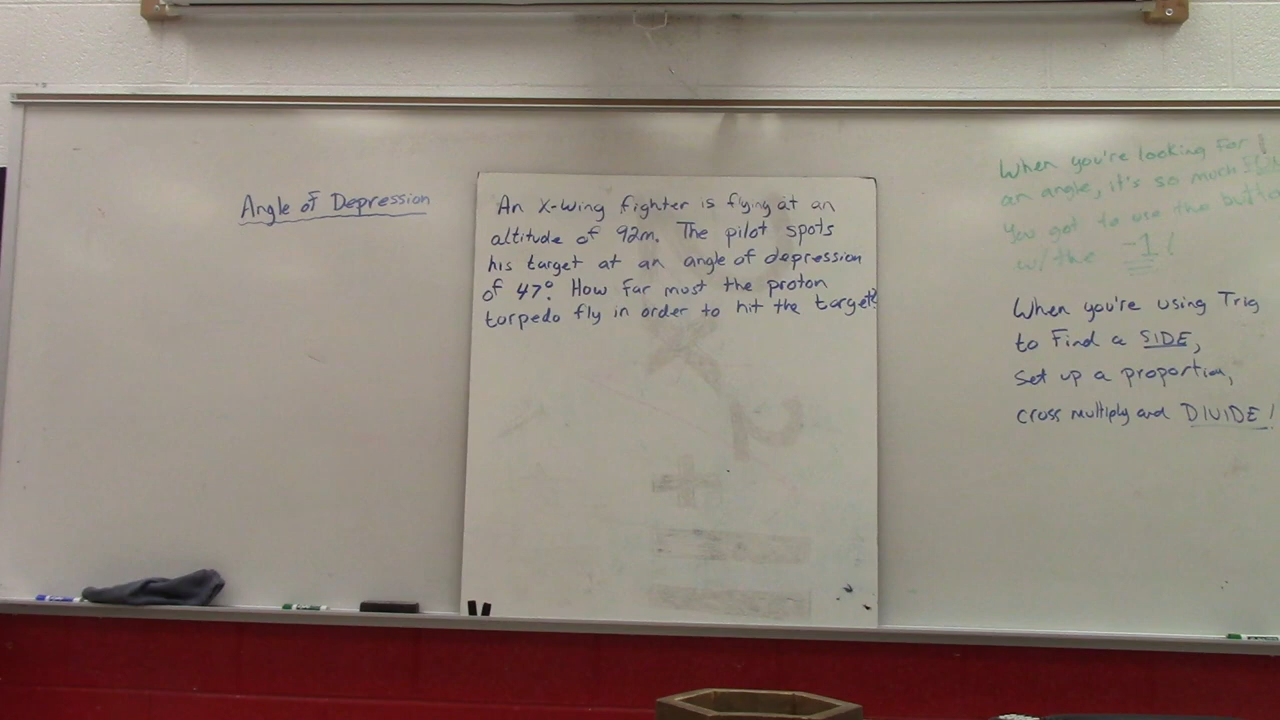 Angle of Depression
An X-Wing fighter is flying at an
altitude of 92m. The pilot spots
his target at an angle of depression
of 47°. How far most the proton
torpedo fly in order to hit the target?
When you're looking for
an angle, it's so much
You got to use the button
w/ the -1!
When you're using Trig
to Find a SIDE,
Set up a proportion,
cross multiply and DIVIDE!